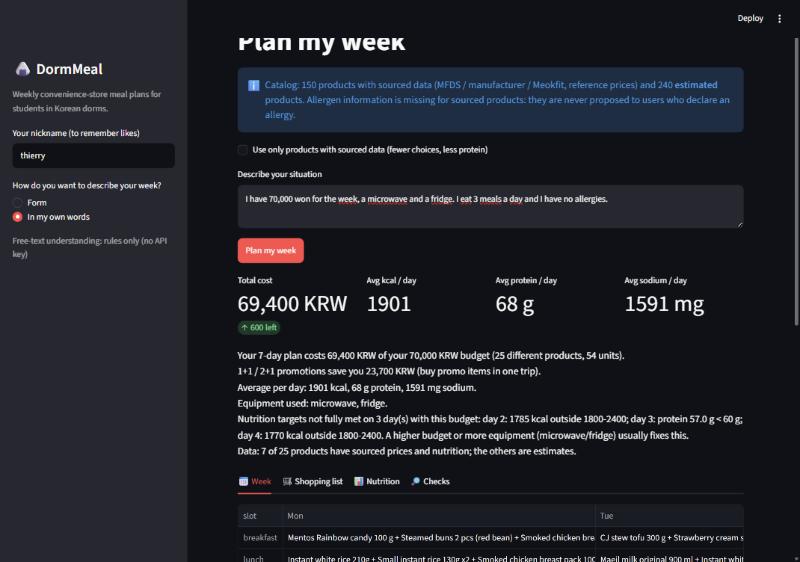 Deploy
DormMeal
Weekly convenience-store meal plans for
students in Korean dorms.
Your nickname (to remember likes)
thierry
How do you want to describe your week?
Form
In my own words
Free-text understanding: rules only (no API
key)
Plan my week
Catalog: 150 products with sourced data (MFDS / manufacturer / Meokfit, reference prices) and 240 estimated
products. Allergen information is missing for sourced products: they are never proposed to users who declare an
allergy.
Use only products with sourced data (fewer choices, less protein)
Describe your situation
I have 70,000 won for the week, a microwave and a fridge. I eat 3 meals a day and I have no allergies.
Plan my week
Total cost
Avg kcal / day
Avg protein / day
Avg sodium / day
69,400 KRW
1901
68 g
1591 mg
↑ 600 left
Your 7-day plan costs 69,400 KRW of your 70,000 KRW budget (25 different products, 54 units).
1+1 / 2+1 promotions save you 23,700 KRW (buy promo items in one trip).
Average per day: 1901 kcal, 68 g protein, 1591 mg sodium.
Equipment used: microwave, fridge.
Nutrition targets not fully met on 3 day(s) with this budget: day 2: 1785 kcal outside 1800-2400; day 3: protein 57.0 g < 60 g;
day 4: 1770 kcal outside 1800-2400. A higher budget or more equipment (microwave/fridge) usually fixes this.
Data: 7 of 25 products have sourced prices and nutrition; the others are estimates.
Week
Shopping list
Nutrition
Checks
slot
Mon
Tue
breakfast
Mentos Rainbow candy 100 g + Steamed buns 2 pcs (red bean) + Smoked chicken brea
CJ stew tofu 300 g + Strawberry cream s
lunch
Instant white rice 210g + Small instant rice 130g x2 + Smoked chicken breast pack 100
Maeil milk original 900 ml + Instant whit